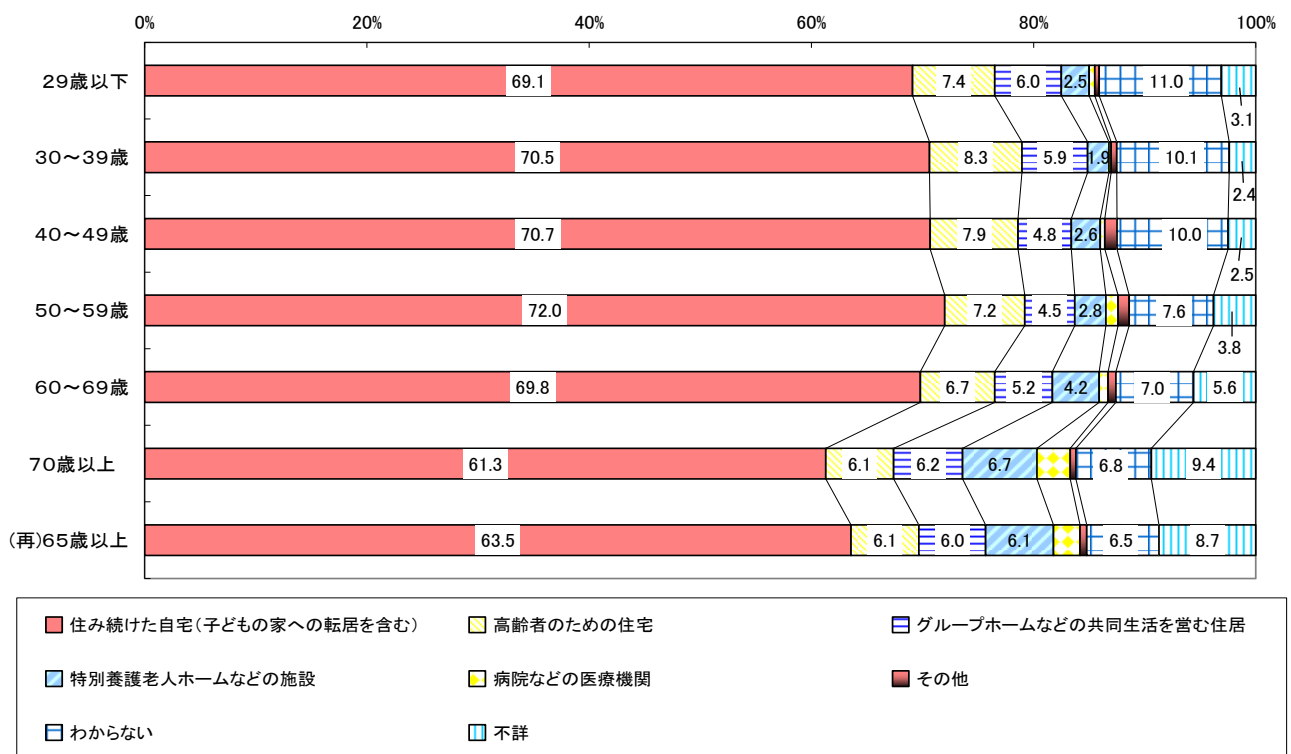 0% 20% 40% 60% 80% 100%
29歳以下 69.1 7.4 6.0 2.5 11.0
3.1
30～39歳 70.5 8.3 5.9 1.9 10.1
2.4
40～49歳 70.7 7.9 4.8 2.6 10.0
2.5
50～59歳 72.0 7.2 4.5 2.8 7.6
3.8
60～69歳 69.8 6.7 5.2 4.2 7.0 5.6
70歳以上 61.3 6.1 6.2 6.7 6.8 9.4
(再)65歳以上 63.5 6.1 6.0 6.1 6.5 8.7
住み続けた自宅(子どもの家への転居を含む) 高齢者のための住宅 グループホームなどの共同生活を営む住居
特別養護老人ホームなどの施設 病院などの医療機関 その他
わからない 不詳